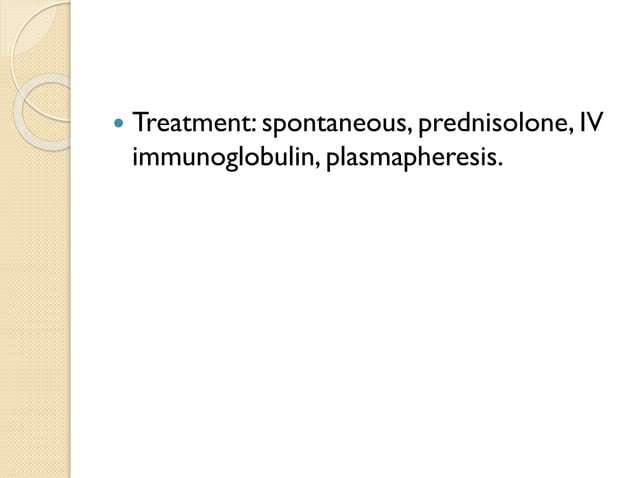 • Treatment: spontaneous, prednisolone, IV
immunoglobulin, plasmapheresis.